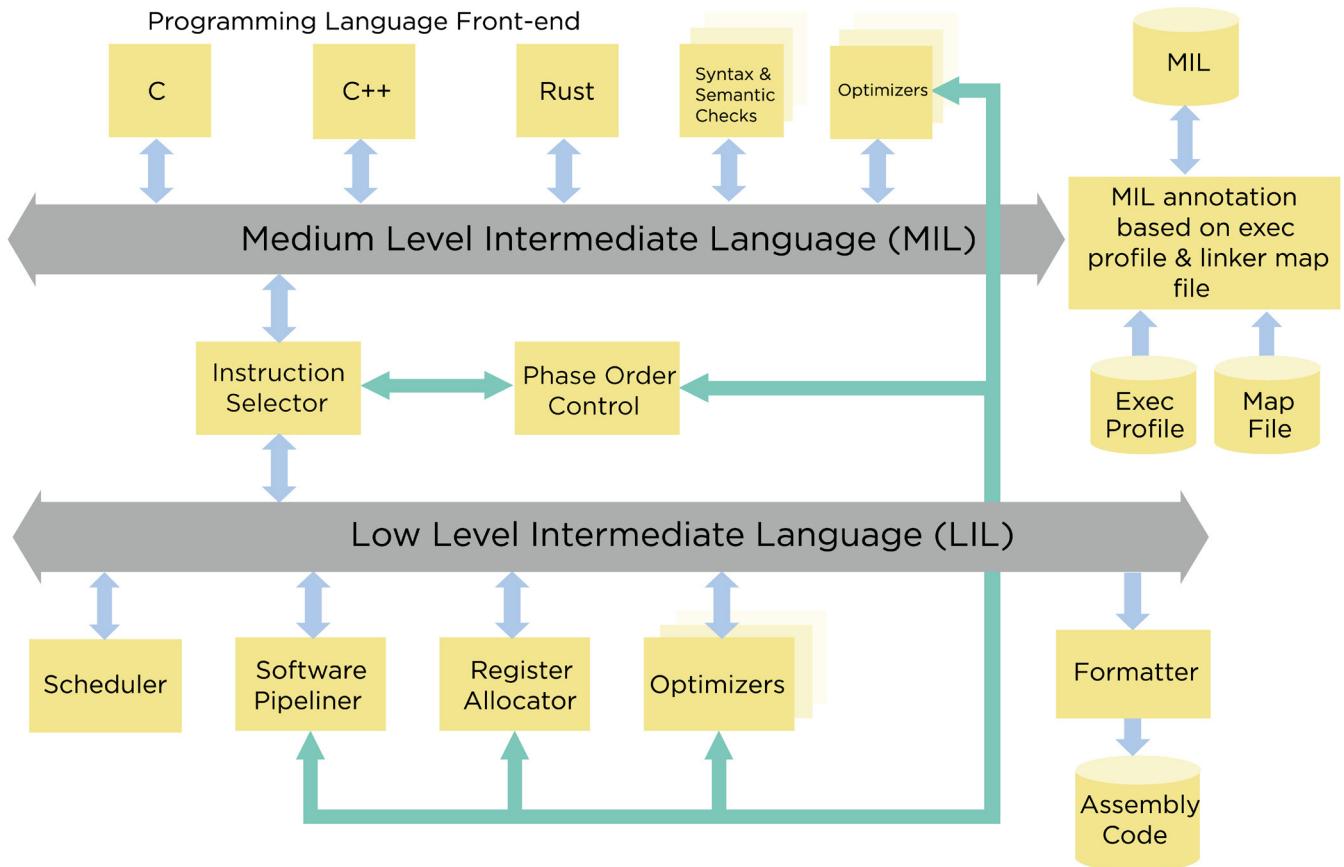 Programming Language Front-end
C
C++
Rust
Syntax &
Semantic
Checks
Optimizers
MIL
Medium Level Intermediate Language (MIL)
MIL annotation
based on exec
profile & linker map
file
Instruction
Selector
Phase Order
Control
Exec
Profile
Map
File
Low Level Intermediate Language (LIL)
Scheduler
Software
Pipeliner
Register
Allocator
Optimizers
Formatter
Assembly
Code